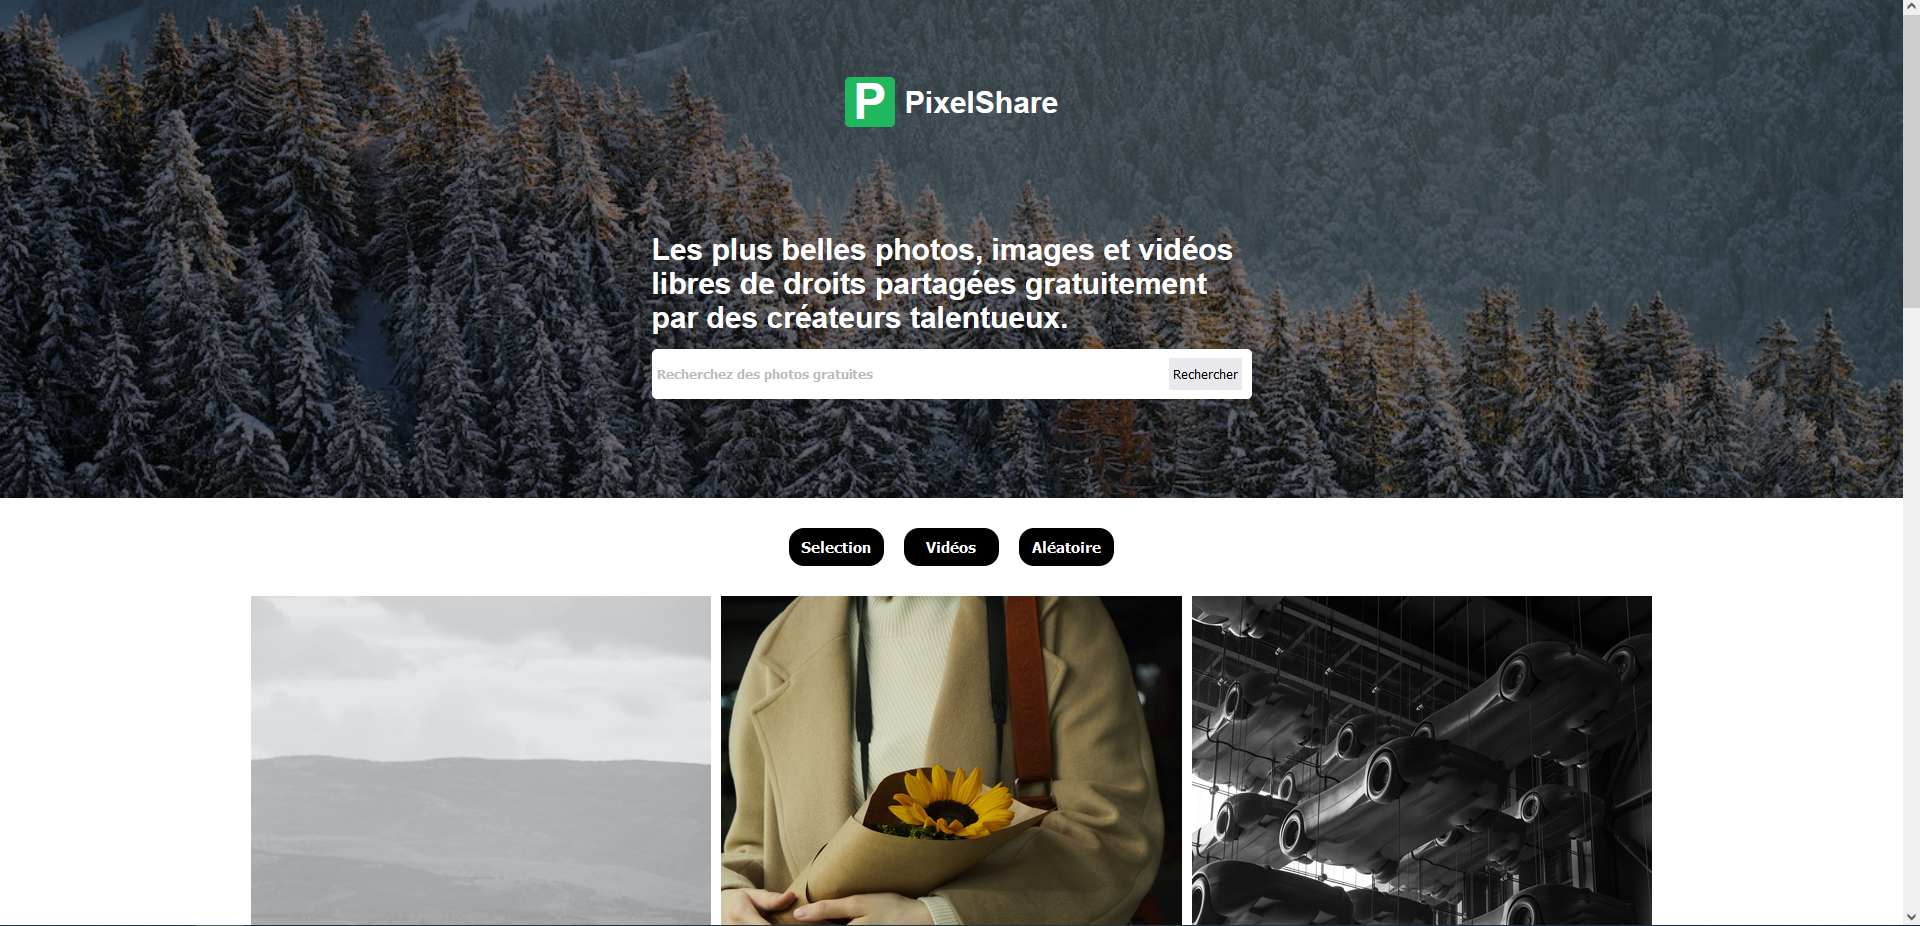 P PixelShare
Les plus belles photos, images et vidéos
libres de droits partagées gratuitement
par des créateurs talentueux.
Recherchez des photos gratuites
Rechercher
Selection
Vidéos
Aléatoire